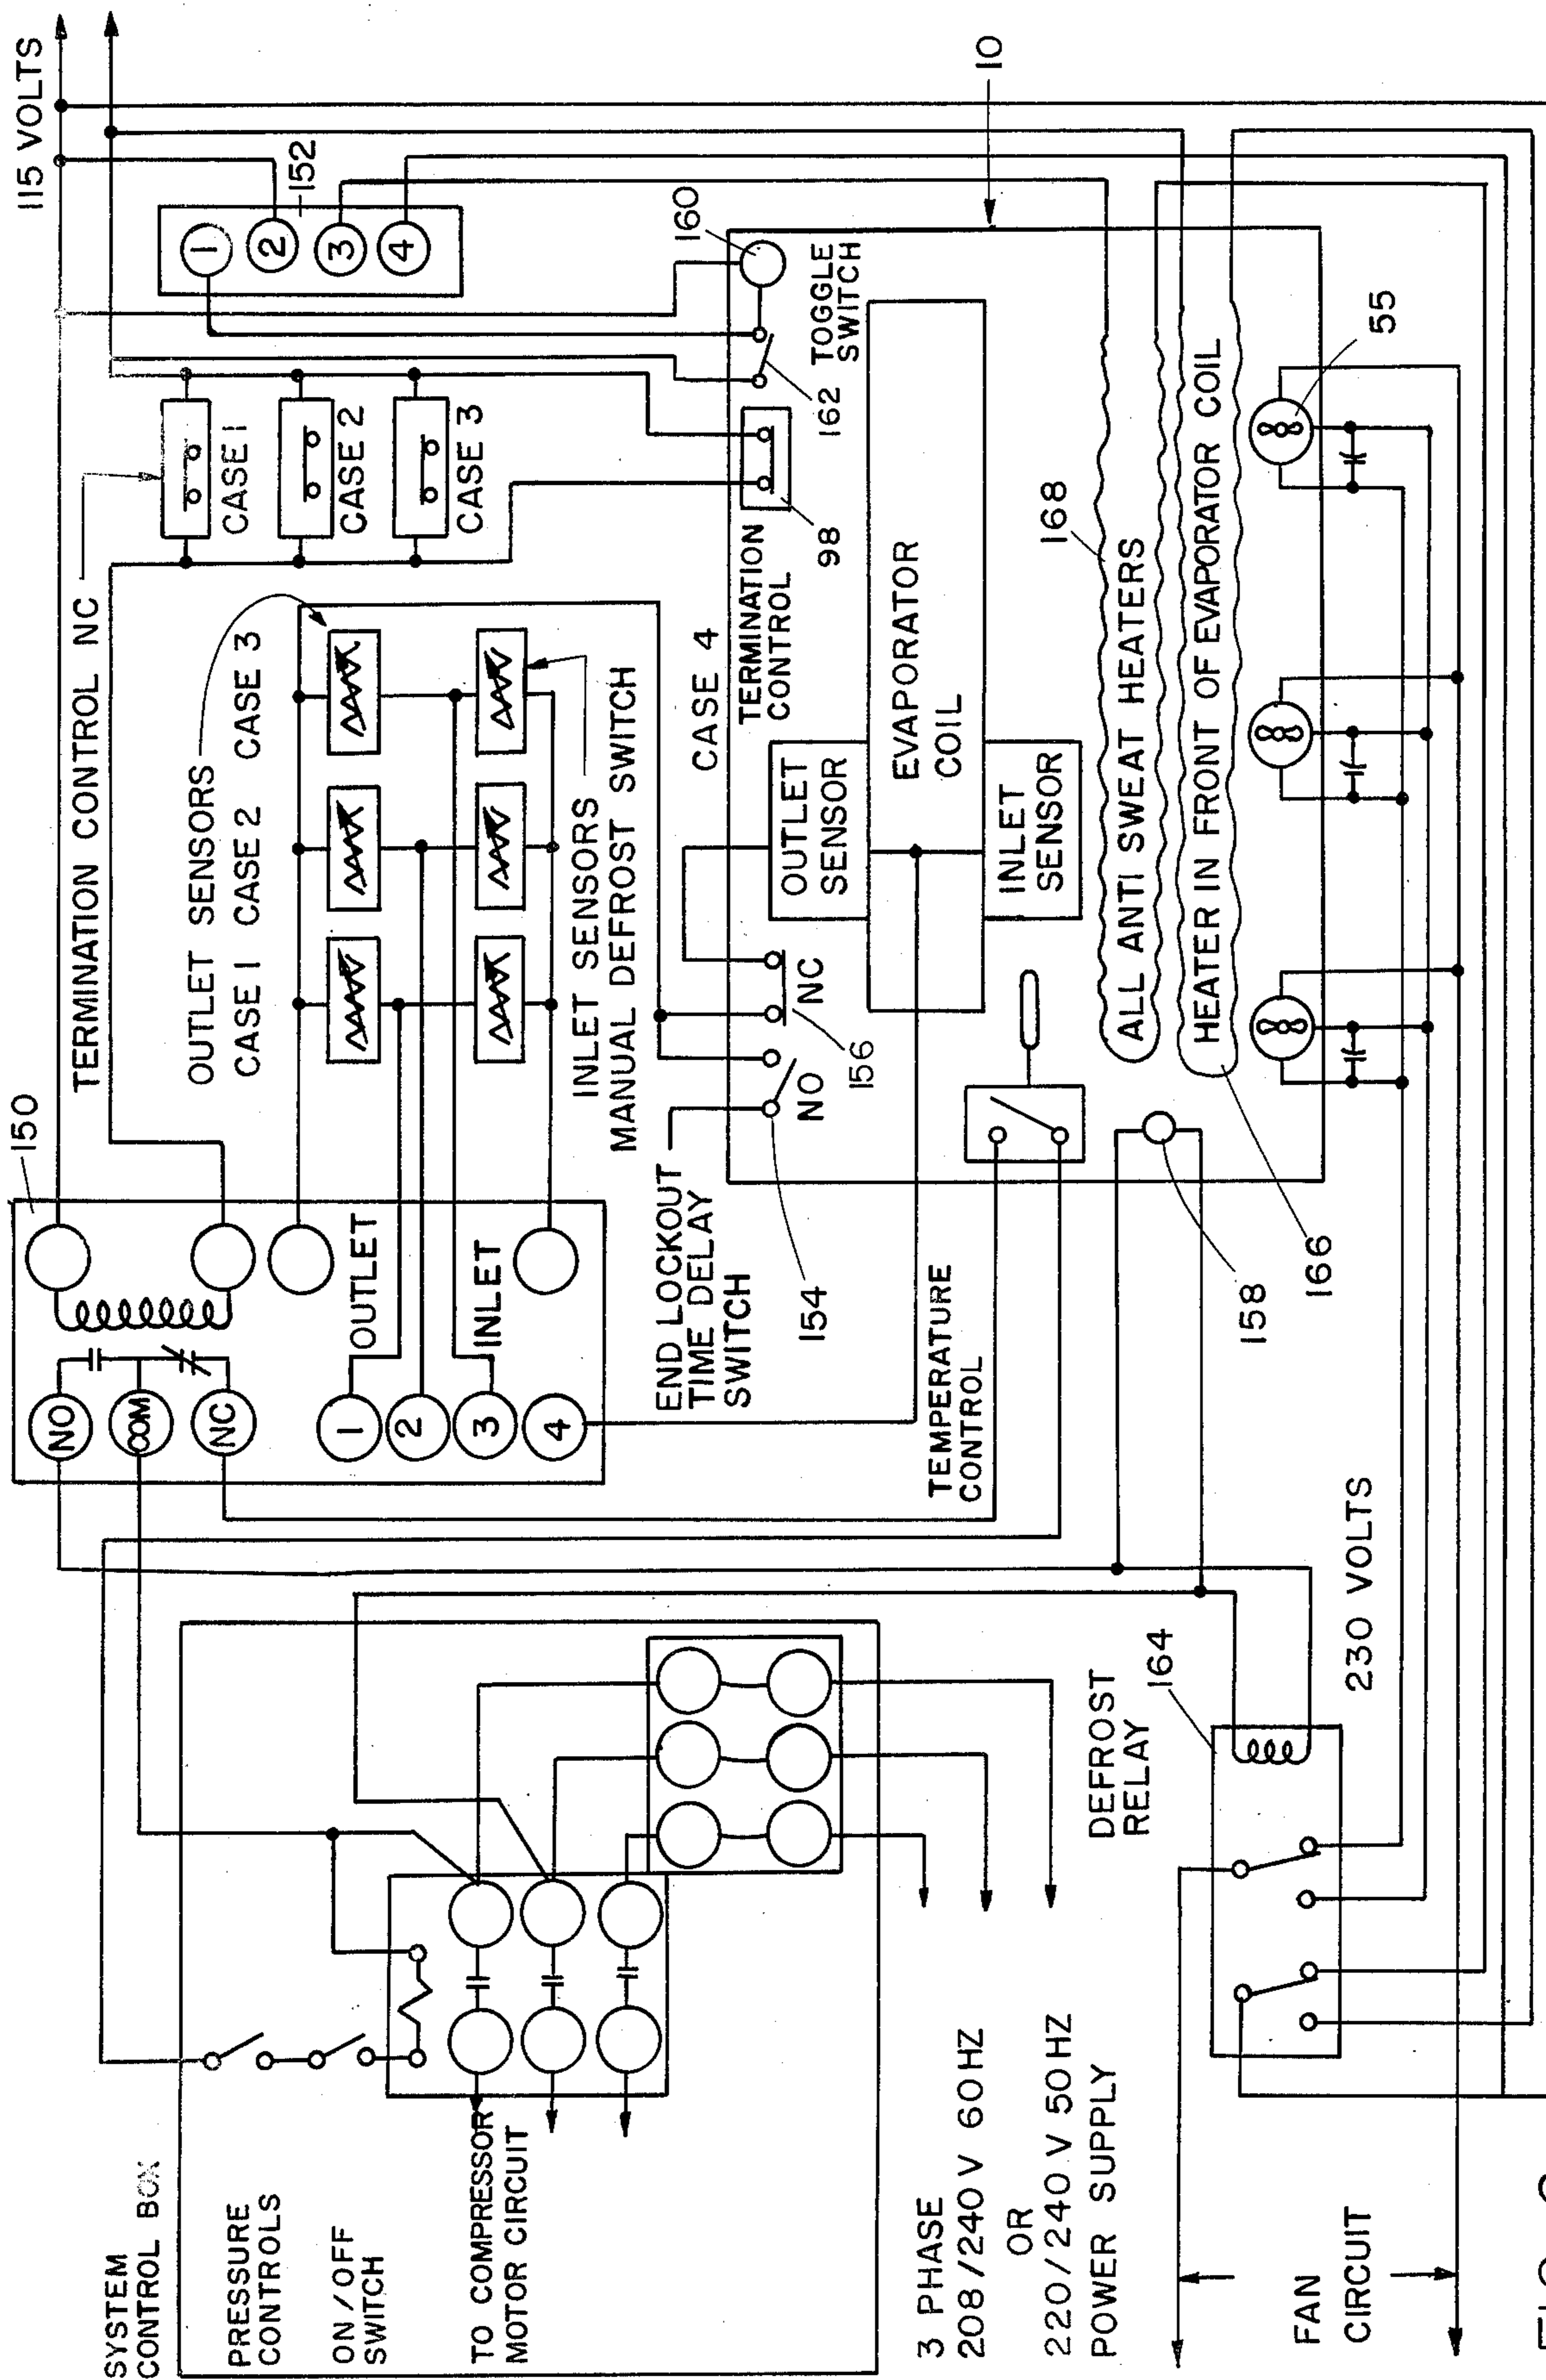 115 VOLTS
150
TERMINATION CONTROL NC
152
1
2
3
4
OUTLET SENSORS
CASE 1 CASE 2 CASE 3
CASE 1
CASE 2
CASE 3
NO
COM
NC
OUTLET
1
2
3
4
INLET
INLET SENSORS
MANUAL DEFROST SWITCH
END LOCKOUT
TIME DELAY
SWITCH
154
NO
NC
156
CASE 4
TERMINATION
CONTROL
98
162
TOGGLE
SWITCH
160
10
OUTLET
SENSOR
EVAPORATOR
COIL
INLET
SENSOR
TEMPERATURE
CONTROL
168
ALL ANTI SWEAT HEATERS
HEATER IN FRONT OF EVAPORATOR COIL
55
158
166
SYSTEM
CONTROL BOX
PRESSURE
CONTROLS
ON/OFF
SWITCH
TO COMPRESSOR
MOTOR CIRCUIT
3 PHASE
208/240 V 60 HZ
OR
220/240 V 50 HZ
POWER SUPPLY
DEFROST
RELAY
164
230 VOLTS
FAN
CIRCUIT